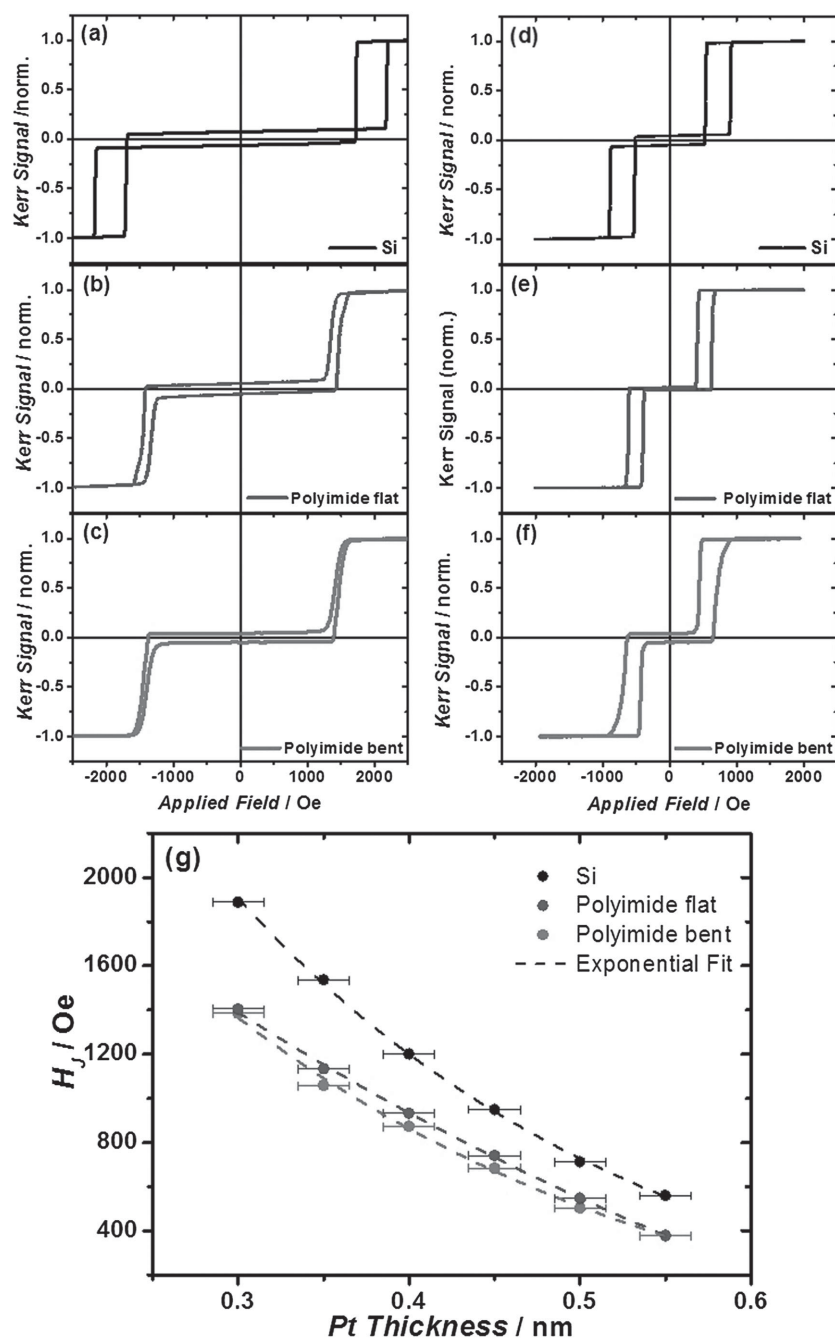 (a)
Kerr Signal /norm.
1.0
0.5
0.0
-0.5
-1.0
Si
(b)
Kerr Signal / norm.
1.0
0.5
0.0
-0.5
-1.0
Polyimide flat
(c)
Kerr Signal / norm.
1.0
0.5
0.0
-0.5
-1.0
Polyimide bent
-2000 -1000 0 1000 2000
Applied Field / Oe
(d)
Kerr Signal / norm.
1.0
0.5
0.0
-0.5
-1.0
Si
(e)
Kerr Signal (norm.)
1.0
0.5
0.0
-0.5
-1.0
Polyimide flat
(f)
Kerr Signal / norm.
1.0
0.5
0.0
-0.5
-1.0
Polyimide bent
-2000 -1000 0 1000 2000
Applied Field / Oe
(g)
HJ / Oe
2000
1600
1200
800
400
Si
Polyimide flat
Polyimide bent
Exponential Fit
0.3 0.4 0.5 0.6
Pt Thickness / nm